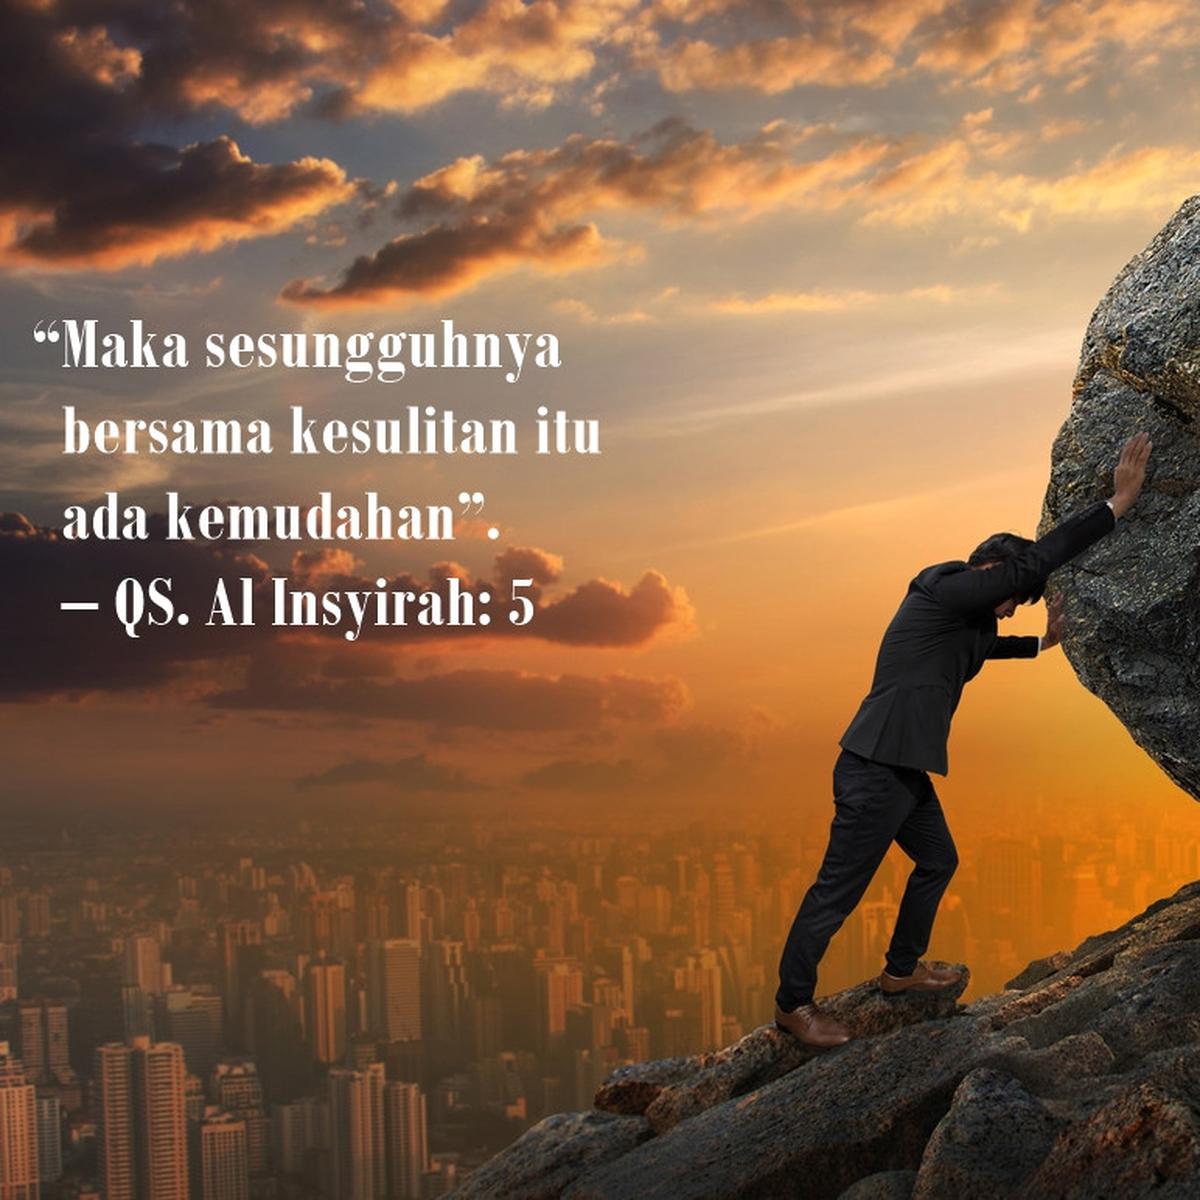 “Maka sesungguhnya
bersama kesulitan itu
ada kemudahan”.
– QS. Al Insyirah: 5